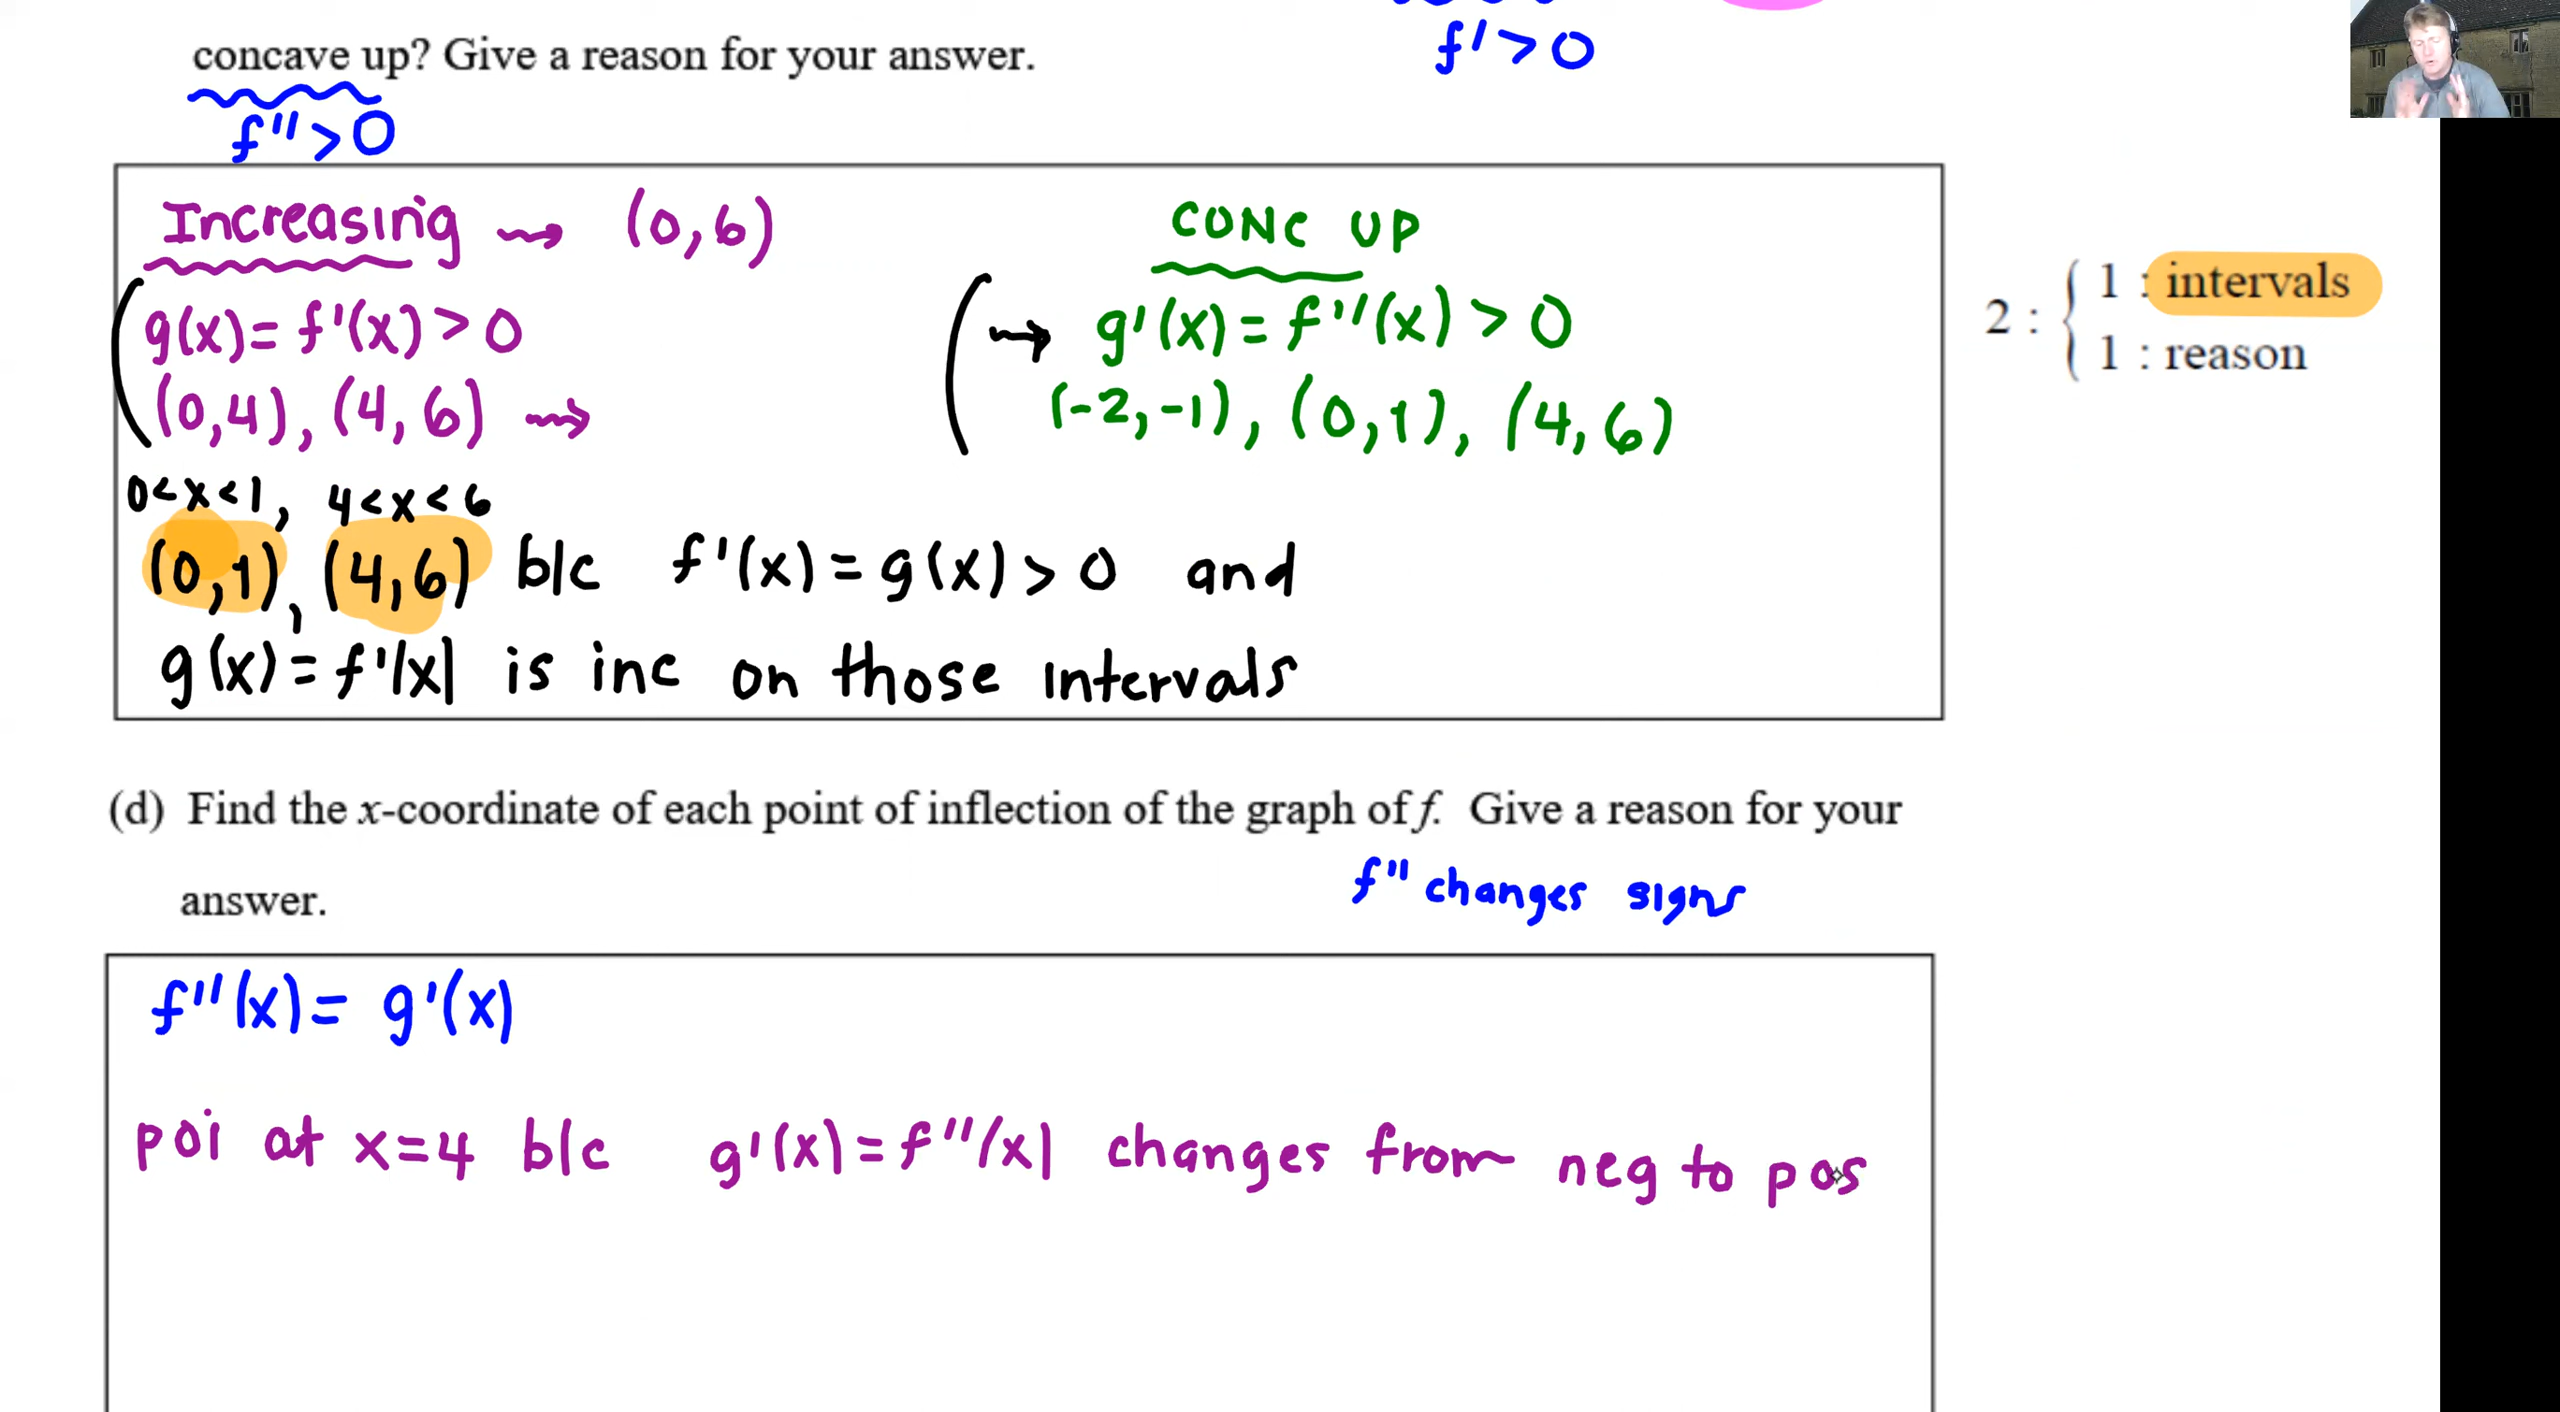 f'>0
concave up? Give a reason for your answer.
f">0
Increasing → (0,6)
CONC UP
g(x)= f'(x) > 0
→ g'(x) = f''(x) > 0
(0,4), (4,6) →
(-2,-1), (0,1), (4,6)
2 : { 1 : intervals
1 : reason
0<x<1, 4<x<6
(0,1), (4,6) b/c f'(x) = g(x) > 0 and
g(x) = f'(x) is inc on those intervals
(d) Find the x-coordinate of each point of inflection of the graph of f. Give a reason for your
f" changes signs
answer.
f''(x) = g'(x)
poi at x=4 b/c g'(x) = f''(x) changes from neg to pos